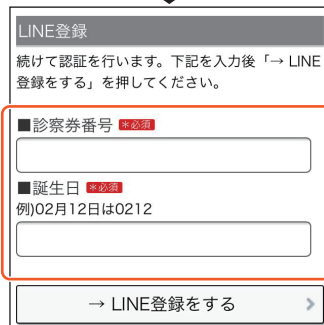 LINE登録
続けて認証を行います。下記を入力後「→ LINE
登録をする」を押してください。
■診察券番号 *必須
■誕生日 *必須
例)02月12日は0212
→ LINE登録をする